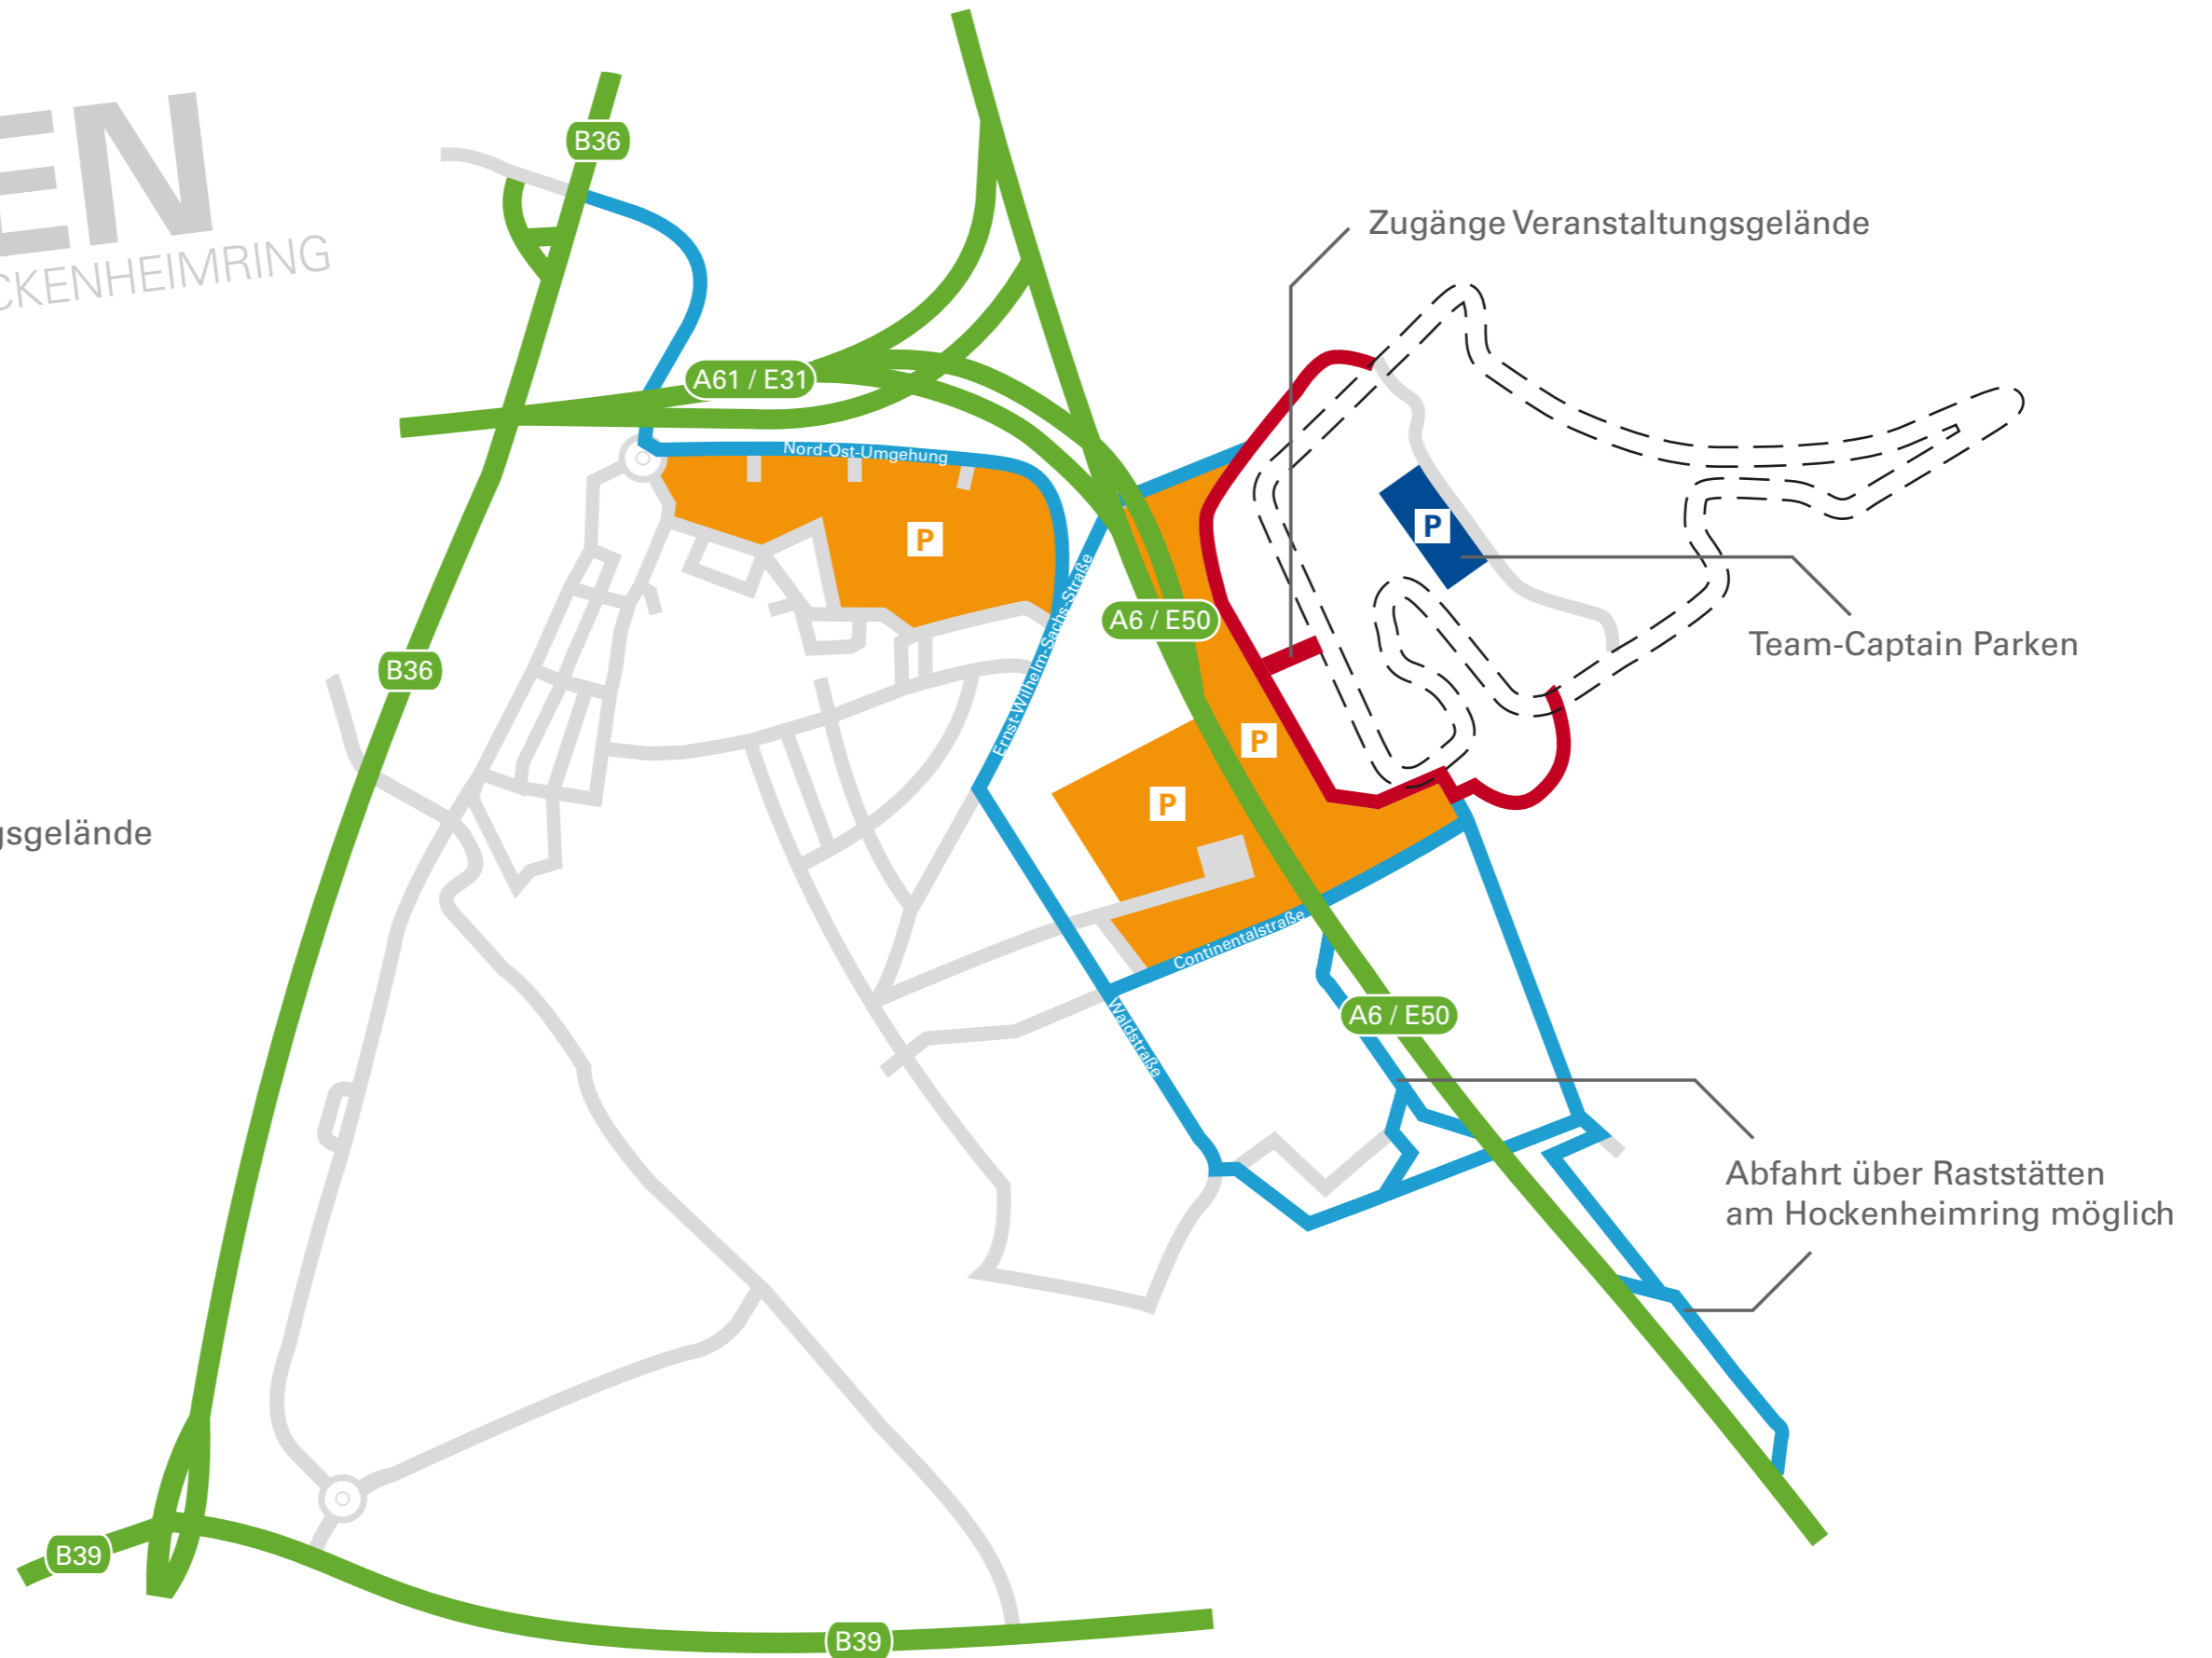 EN
CKENHEIMRING
B36
Zugänge Veranstaltungsgelände
A61 / E31
Nord-Ost-Umgehung
P
P
Ernst-Wilhelm-Sachs-Straße
A6 / E50
Team-Captain Parken
B36
P
P
gsgelände
Continentalstraße
A6 / E50
Waldstraße
Abfahrt über Raststätten
am Hockenheimring möglich
B39
B39